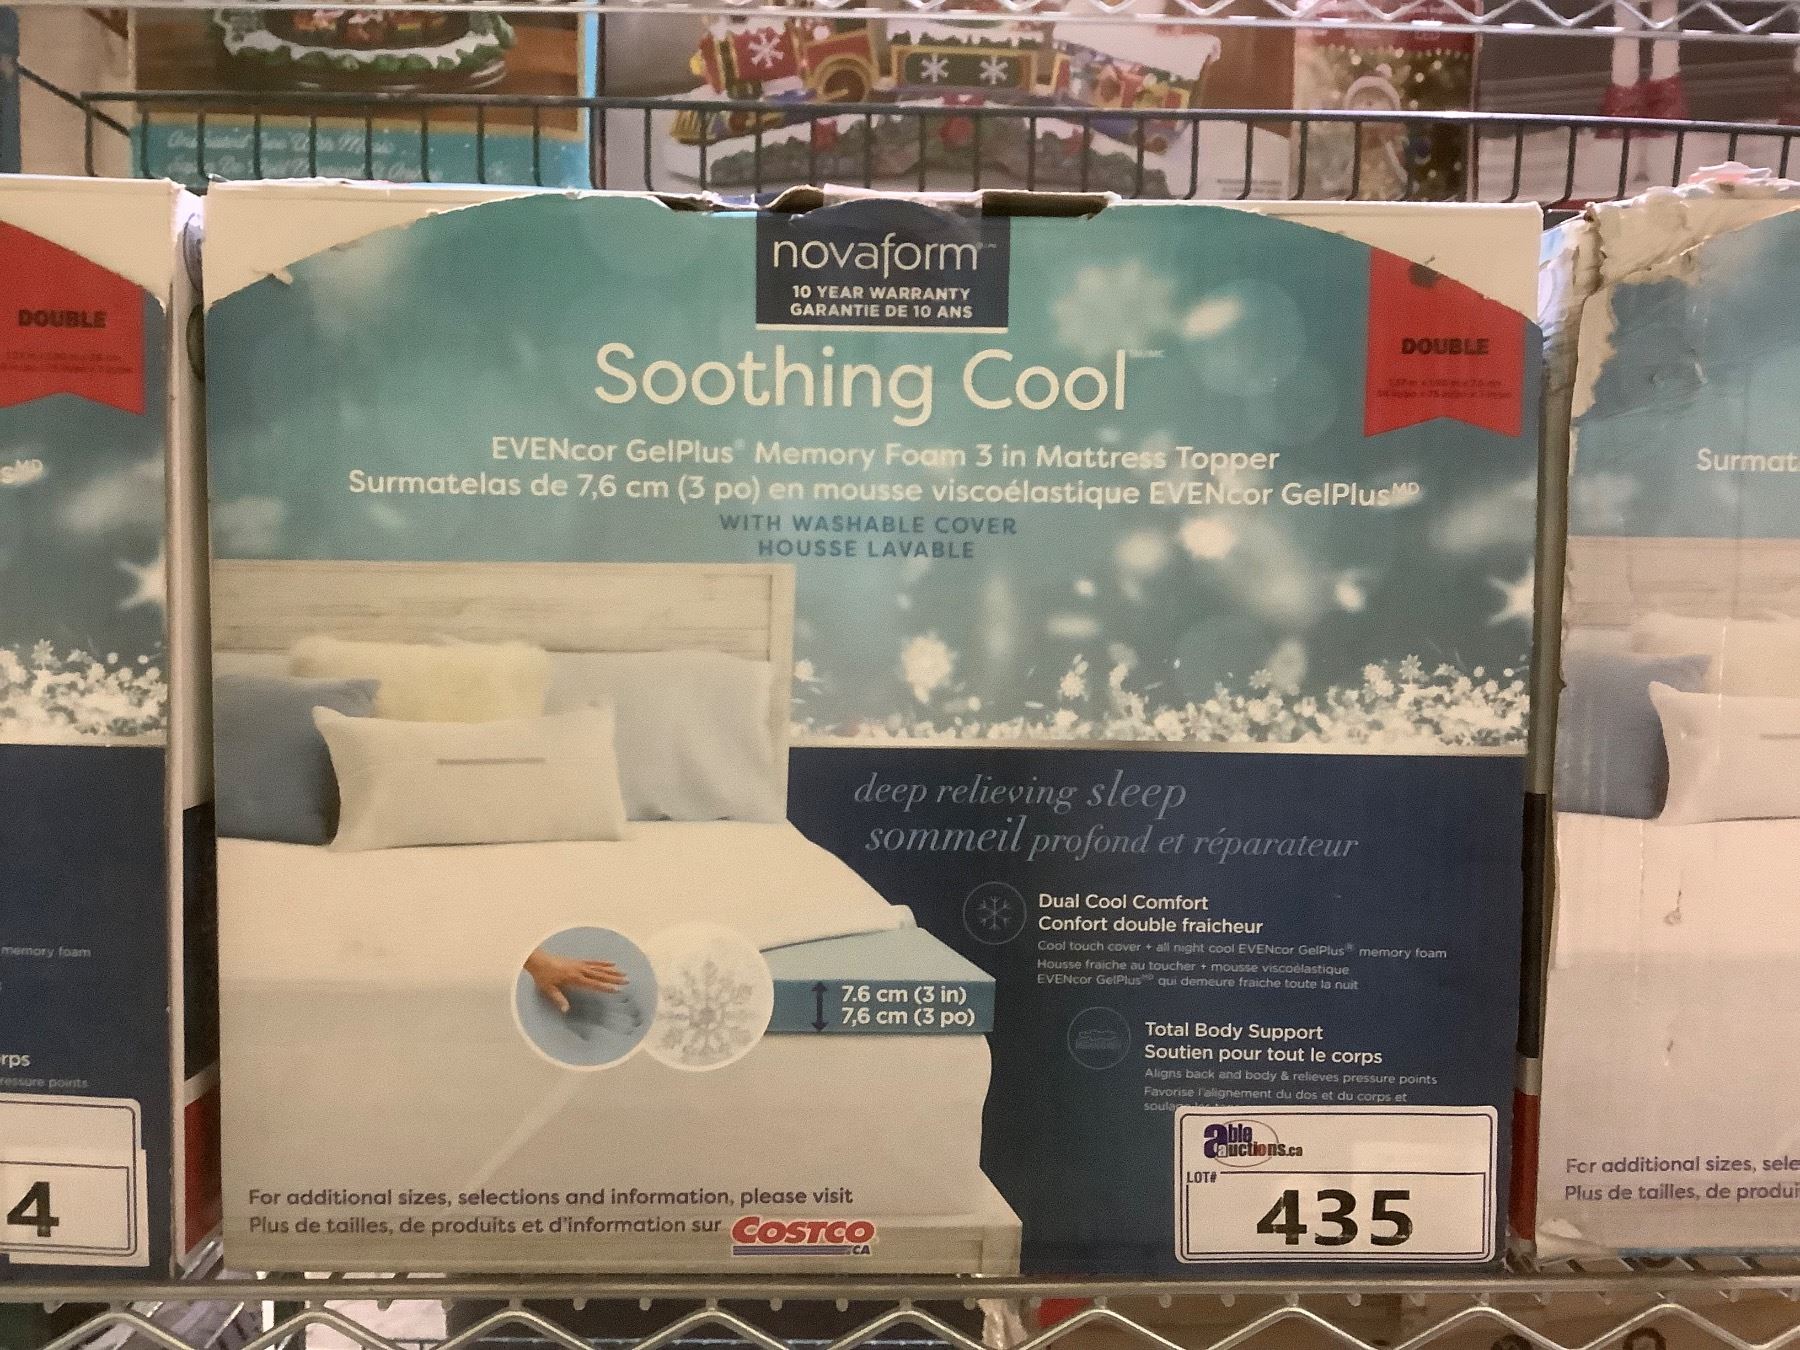 novaform
10 YEAR WARRANTY
GARANTIE DE 10 ANS
DOUBLE
DOUBLE
Soothing Cool
EVENcor GelPlus® Memory Foam 3 in Mattress Topper
Surmatelas de 7,6 cm (3 po) en mousse viscoélastique EVENcor GelPlusMD
WITH WASHABLE COVER
HOUSSE LAVABLE
sMD
Surmat
deep relieving sleep
sommeil profond et réparateur
Dual Cool Comfort
Confort double fraicheur
Cool touch cover + all night cool EVENcor GelPlus® memory foam
Housse fraiche au toucher + mousse viscoélastique
EVENcor GelPlusMD qui demeure fraiche toute la nuit
memory foam
7.6 cm (3 in)
7,6 cm (3 po)
Total Body Support
Soutien pour tout le corps
Aligns back and body & relieves pressure points
Favorise l'alignement du dos et du corps et
soula
rps
ressure points
able
auctions.ca
LOT#
435
4
For additional sizes, selections and information, please visit
Plus de tailles, de produits et d'information sur COSTCO
.CA
For additional sizes, sele
Plus de tailles, de produi